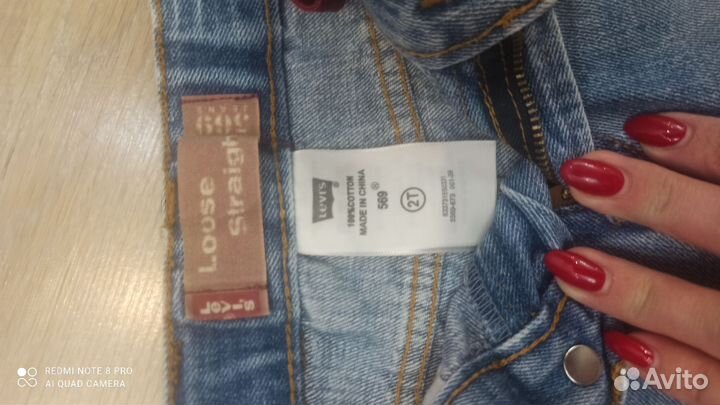 569
Loose
Straight
Levi's
LEVI'S ®
100%COTTON
MADE IN CHINA
569 ®
2T
REDMI NOTE 8 PRO
AI QUAD CAMERA
Avito